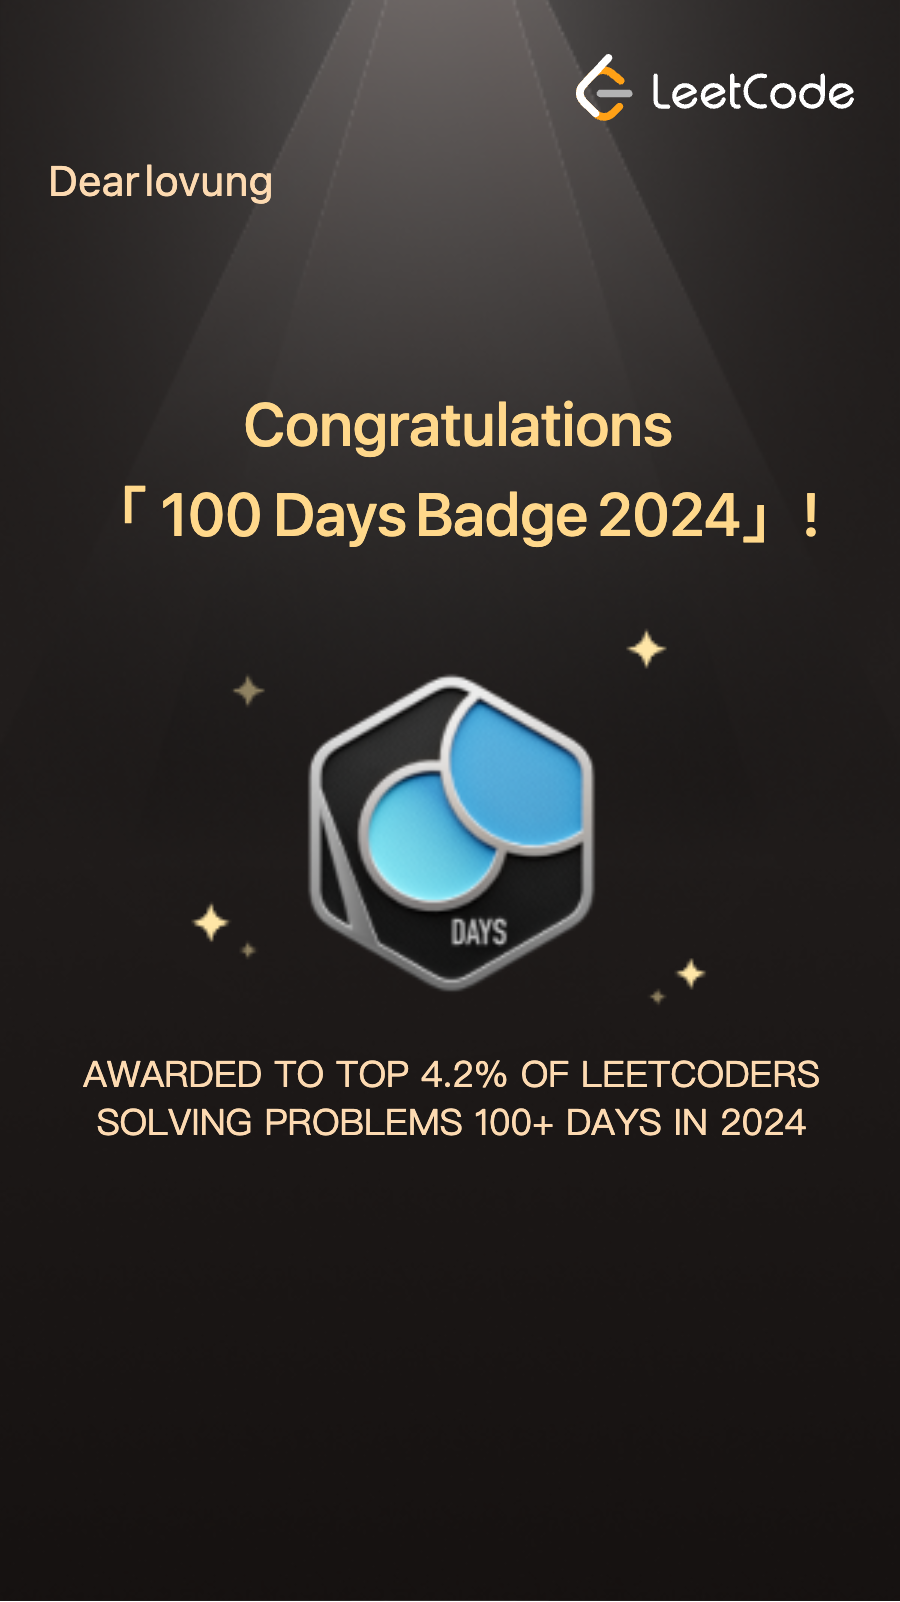 LeetCode
Dear lovung
Congratulations
「 100 Days Badge 2024」 !
DAYS
AWARDED TO TOP 4.2% OF LEETCODERS
SOLVING PROBLEMS 100+ DAYS IN 2024